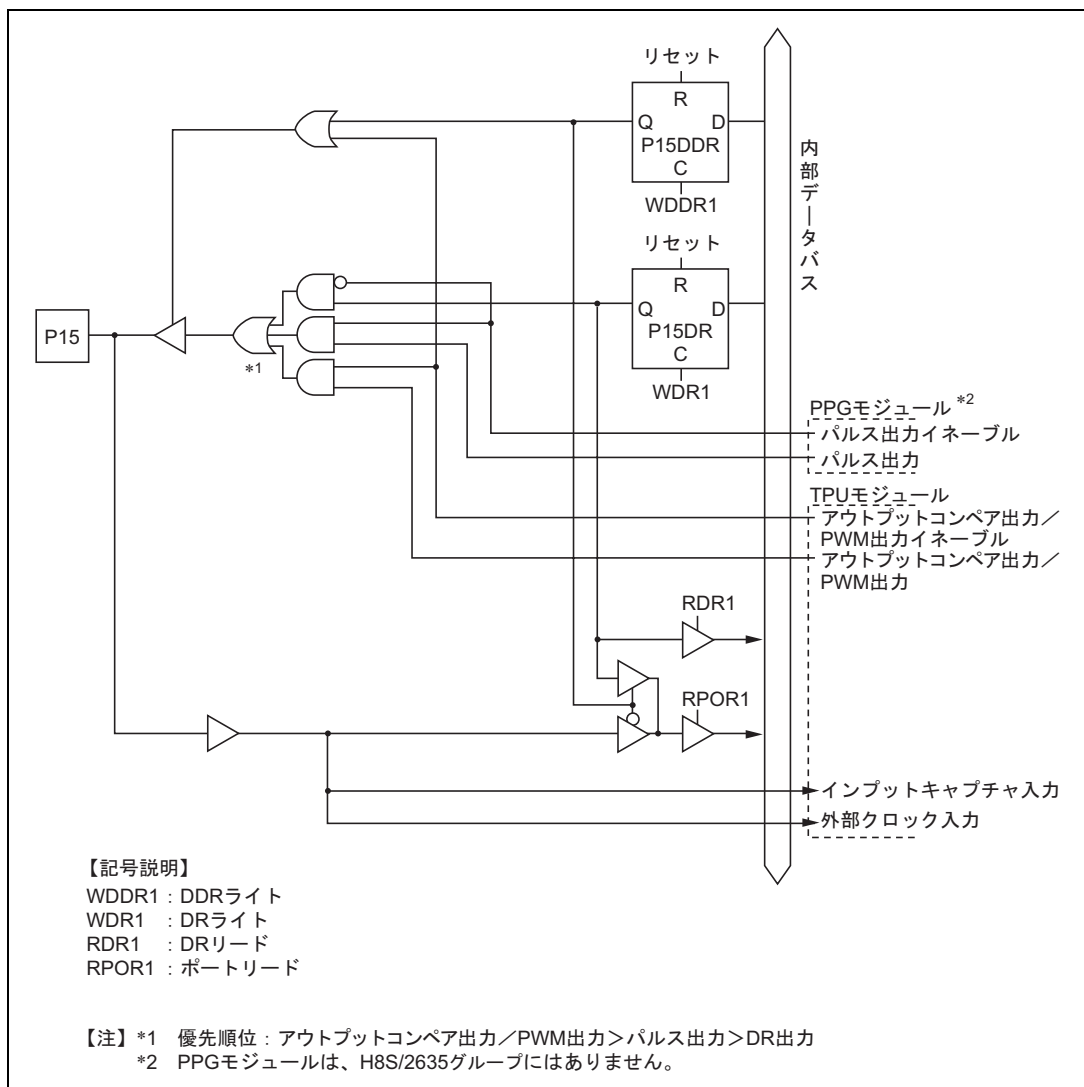 リセット
R
Q D
P15DDR
C
WDDR1
リセット
R
Q D
P15DR
C
WDR1
内部データバス
P15
*1
PPGモジュール *2
パルス出力イネーブル
パルス出力
TPUモジュール
アウトプットコンペア出力／
PWM出力イネーブル
アウトプットコンペア出力／
PWM出力
RDR1
RPOR1
インプットキャプチャ入力
外部クロック入力
【記号説明】
WDDR1 : DDRライト
WDR1 : DRライト
RDR1 : DRリード
RPOR1 : ポートリード
【注】 *1 優先順位 : アウトプットコンペア出力／PWM出力＞パルス出力＞DR出力
*2 PPGモジュールは、H8S/2635グループにはありません。